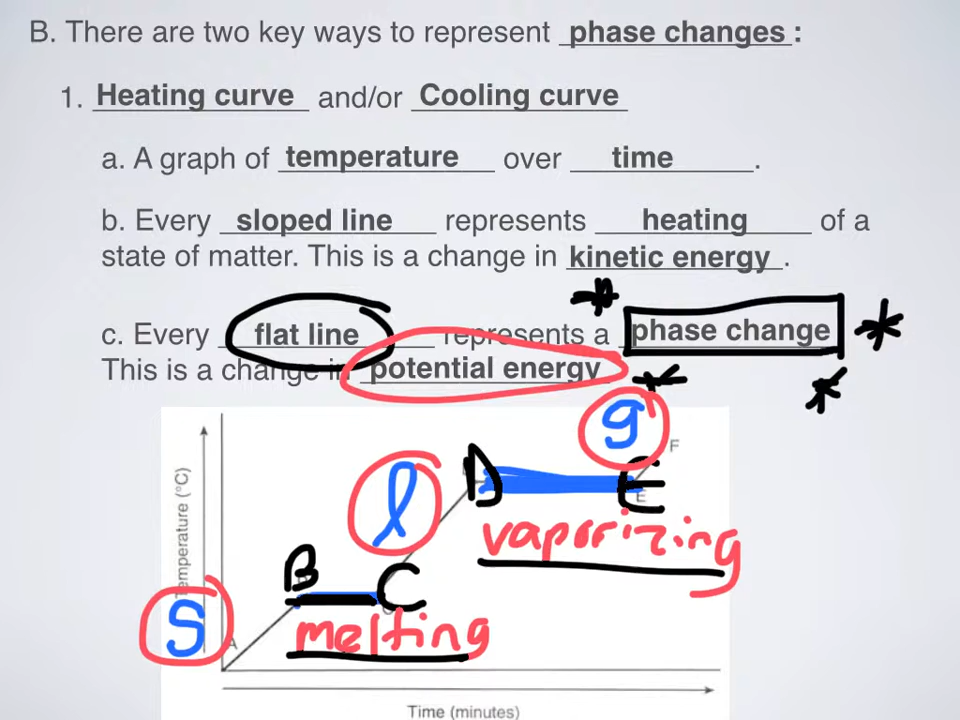 B. There are two key ways to represent phase changes:
1. Heating curve and/or Cooling curve
a. A graph of temperature over time.
b. Every sloped line represents heating of a
state of matter. This is a change in kinetic energy.
c. Every flat line represents a phase change
This is a change in potential energy
g
F
D
E
E
l
Temperature (°C)
vaporizing
B
C
S
A
melting
Time (minutes)